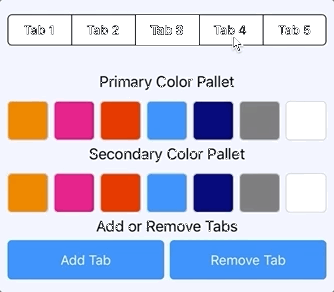 Tab 1 Tab 2 Tab 3 Tab 4 Tab 5
Primary Color Pallet
Secondary Color Pallet
Add or Remove Tabs
Add Tab Remove Tab